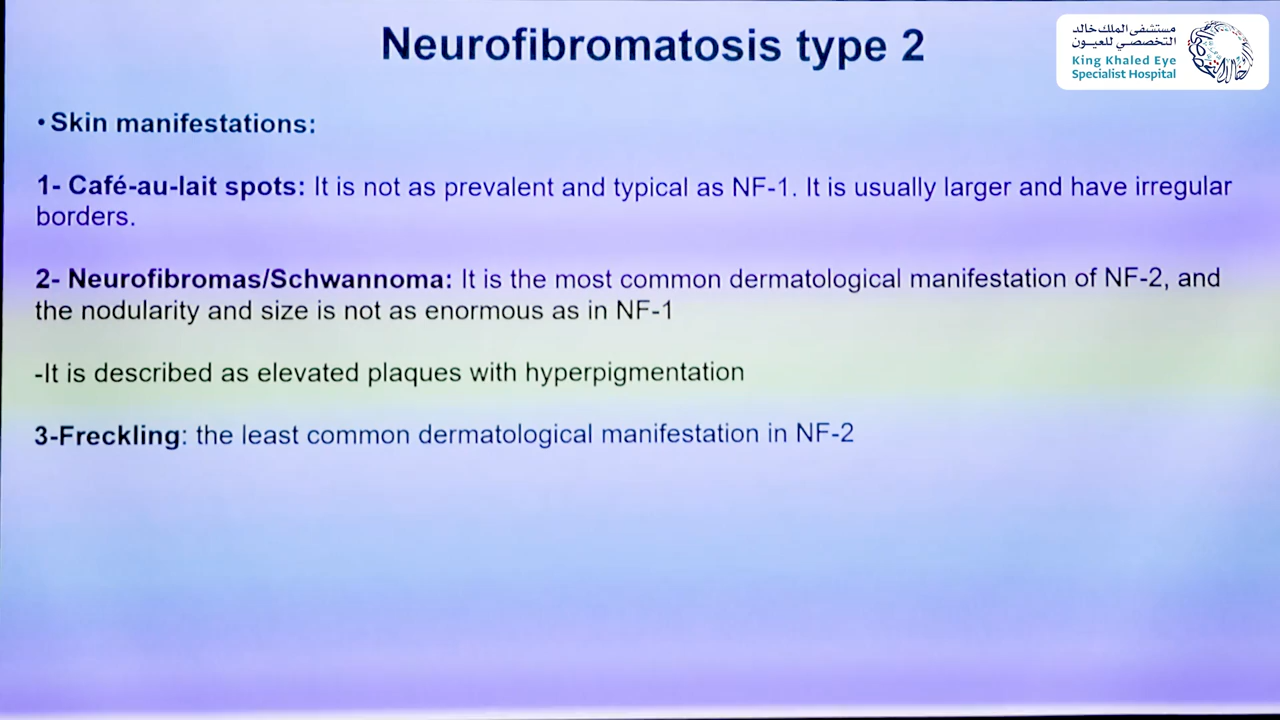 Neurofibromatosis type 2
مستشفى الملك خالد
التخصصي للعيون
King Khaled Eye
Specialist Hospital
•Skin manifestations:
1- Café-au-lait spots: It is not as prevalent and typical as NF-1. It is usually larger and have irregular
borders.
2- Neurofibromas/Schwannoma: It is the most common dermatological manifestation of NF-2, and
the nodularity and size is not as enormous as in NF-1
-It is described as elevated plaques with hyperpigmentation
3-Freckling: the least common dermatological manifestation in NF-2